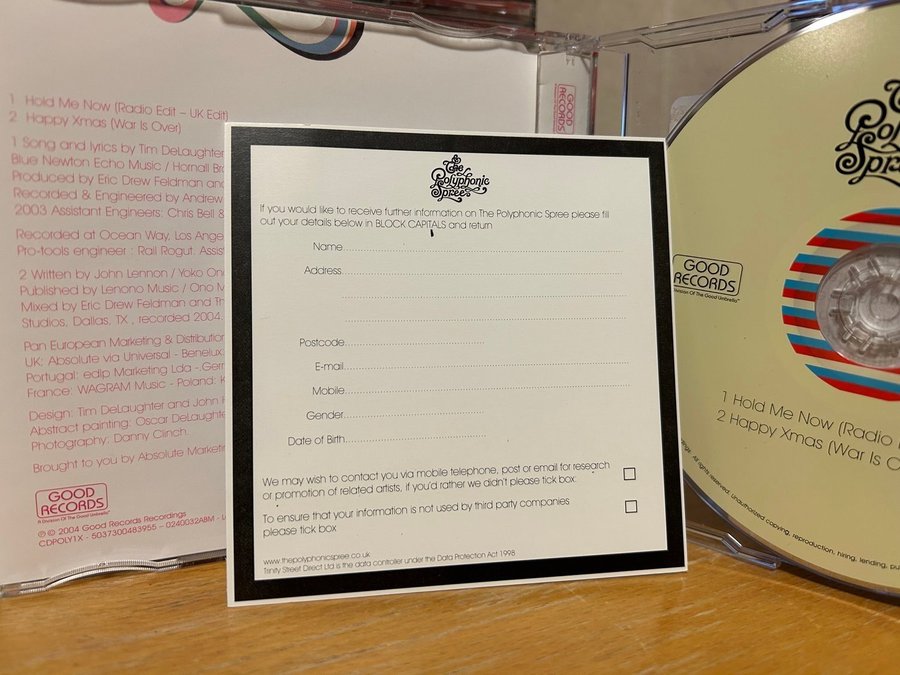 1 Hold Me Now (Radio Edit – UK Edit)
2 Happy Xmas (War Is Over)
1 Song and lyrics by Tim DeLaughter
Blue Newton Echo Music / Hornall Br
Produced by Eric Drew Feldman and
Recorded & Engineered by Andrew
2003 Assistant Engineers: Chris Bell &
Recorded at Ocean Way, Los Ange
Pro-tools engineer : Rail Rogut. Assist
2 Written by John Lennon / Yoko On
Published by Lenono Music / Ono M
Mixed by Eric Drew Feldman and Th
Studios, Dallas, TX , recorded 2004.
Pan European Marketing & Distribution
UK: Absolute via Universal - Benelux:
Portugal: edip Marketing Lda - Ger
France: WAGRAM Music - Poland: K
Design: Tim DeLaughter and John
Abstract painting: Oscar DeLaughte
Photography: Danny Clinch.
Brought to you by Absolute Marketin
GOOD
RECORDS
A Division Of The Good Umbrella™
℗ © 2004 Good Records Recordings
CDPOLY1X - 5037300483955 - 0240032ABM -
GOOD
RECORDS
The
Polyphonic
Spree
If you would like to receive further information on The Polyphonic Spree please fill
out your details below in BLOCK CAPITALS and return
Name
Address
Postcode
E-mail
Mobile
Gender
Date of Birth
We may wish to contact you via mobile telephone, post or email for research
or promotion of related artists, if you'd rather we didn't please tick box.
To ensure that your information is not used by third party companies
please tick box
www.thepolyphonicspree.co.uk
Trinity Street Direct Ltd is the data controller under the Data Protection Act 1998
Polyphonic
Spree
GOOD
RECORDS
A Division Of The Good Umbrella™
1 Hold Me Now (Radio
2 Happy Xmas (War Is O
All rights reserved. Unauthorized copying, reproduction, hiring, lending, pu